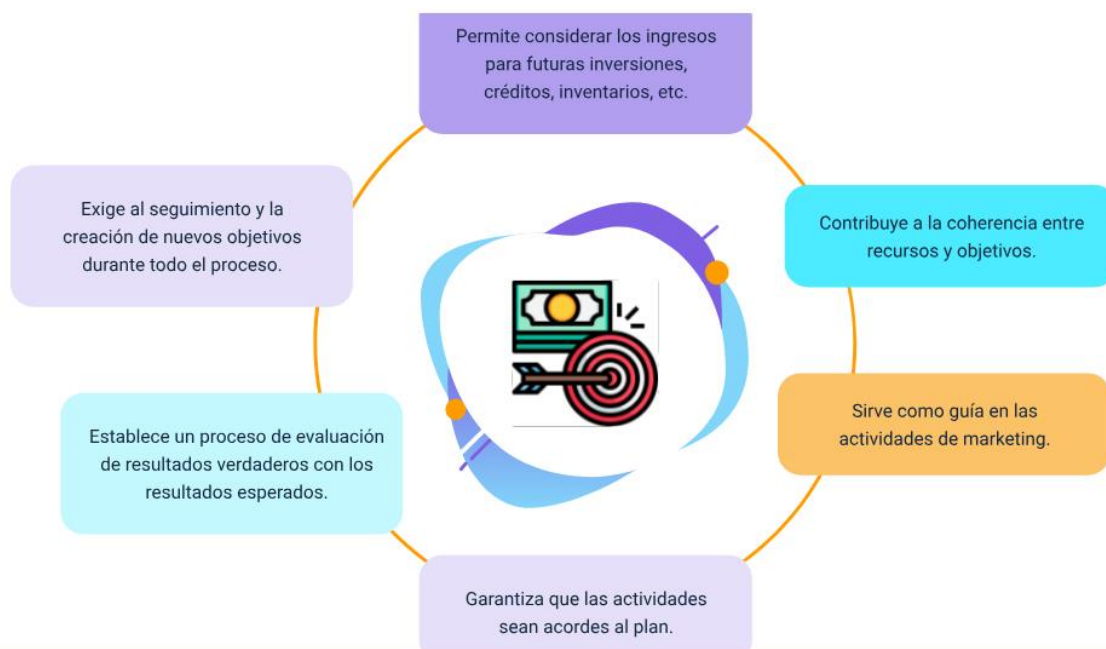 Permite considerar los ingresos
para futuras inversiones,
créditos, inventarios, etc.
Contribuye a la coherencia entre
recursos y objetivos.
Sirve como guía en las
actividades de marketing.
Garantiza que las actividades
sean acordes al plan.
Establece un proceso de evaluación
de resultados verdaderos con los
resultados esperados.
Exige al seguimiento y la
creación de nuevos objetivos
durante todo el proceso.